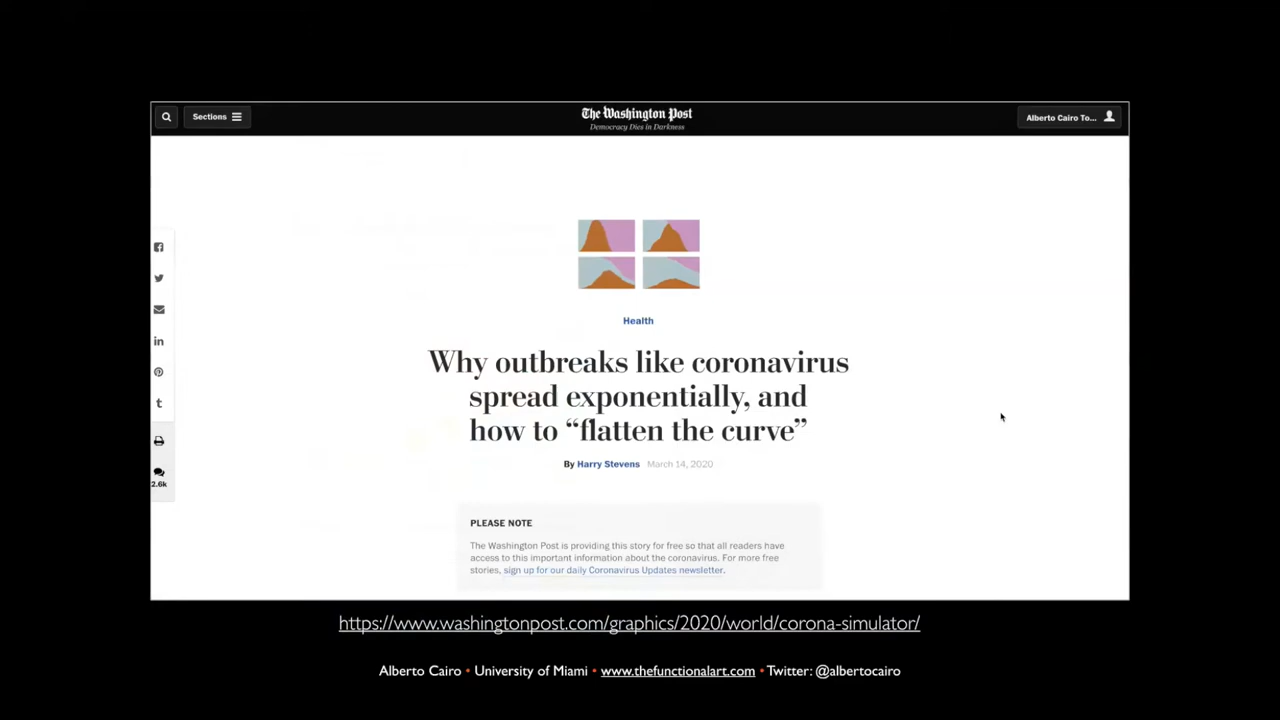 Sections
The Washington Post
Democracy Dies in Darkness
Alberto Cairo To...
Health
Why outbreaks like coronavirus
spread exponentially, and
how to “flatten the curve”
By Harry Stevens March 14, 2020
2.6k
PLEASE NOTE
The Washington Post is providing this story for free so that all readers have
access to this important information about the coronavirus. For more free
stories, sign up for our daily Coronavirus Updates newsletter.
https://www.washingtonpost.com/graphics/2020/world/corona-simulator/
Alberto Cairo • University of Miami • www.thefunctionalart.com • Twitter: @albertocairo